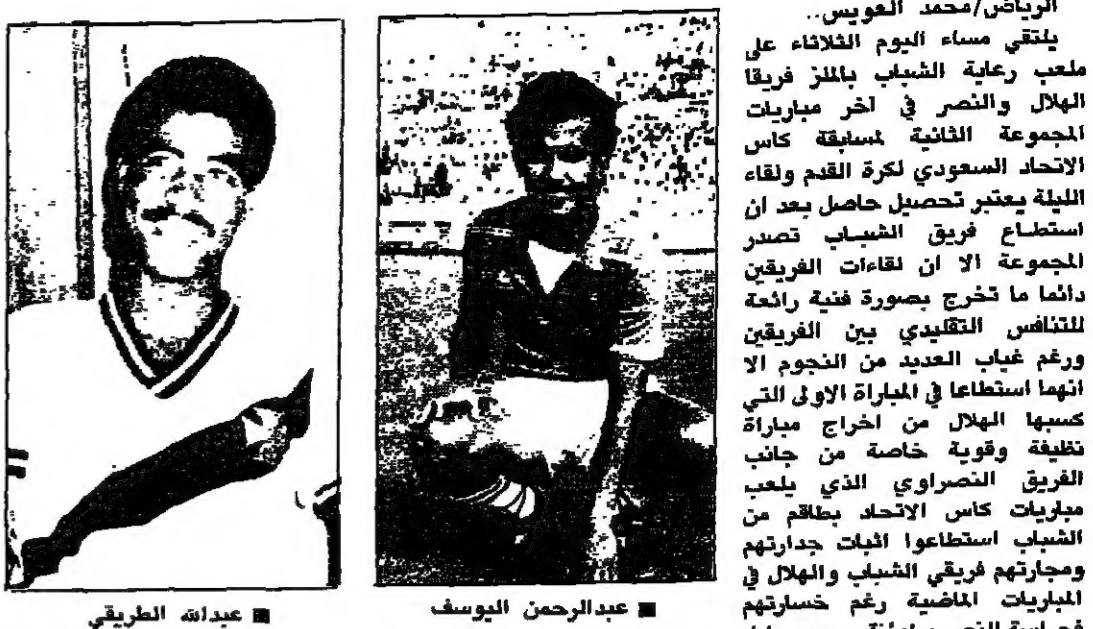 الرياض/محمد العويس..
يلتقي مساء اليوم الثلاثاء على
ملعب رعاية الشباب بالملز فريقا
الهلال والنصر في آخر مباريات
المجموعة الثانية لمسابقة كاس
الاتحاد السعودي لكرة القدم ولقاء
الليلة يعتبر تحصيل حاصل بعد ان
استطاع فريق الشباب تصدر
المجموعة الا ان لقاءات الفريقين
دائما ما تخرج بصورة فنية رائعة
للتنافس التقليدي بين الفريقين
ورغم غياب العديد من النجوم الا
انهما استطاعا في المباراة الاولى التي
كسبها الهلال من اخراج مباراة
نظيفة وقوية خاصة من جانب
الفريق النصراوي الذي يلعب
مباريات كاس الاتحاد بطاقم من
الشباب استطاعوا اثبات جدارتهم
ومجارتهم فريقي الشباب والهلال في
المباريات الماضية رغم خسارتهم
عبدالرحمن اليوسف
عبدالله الطريقي